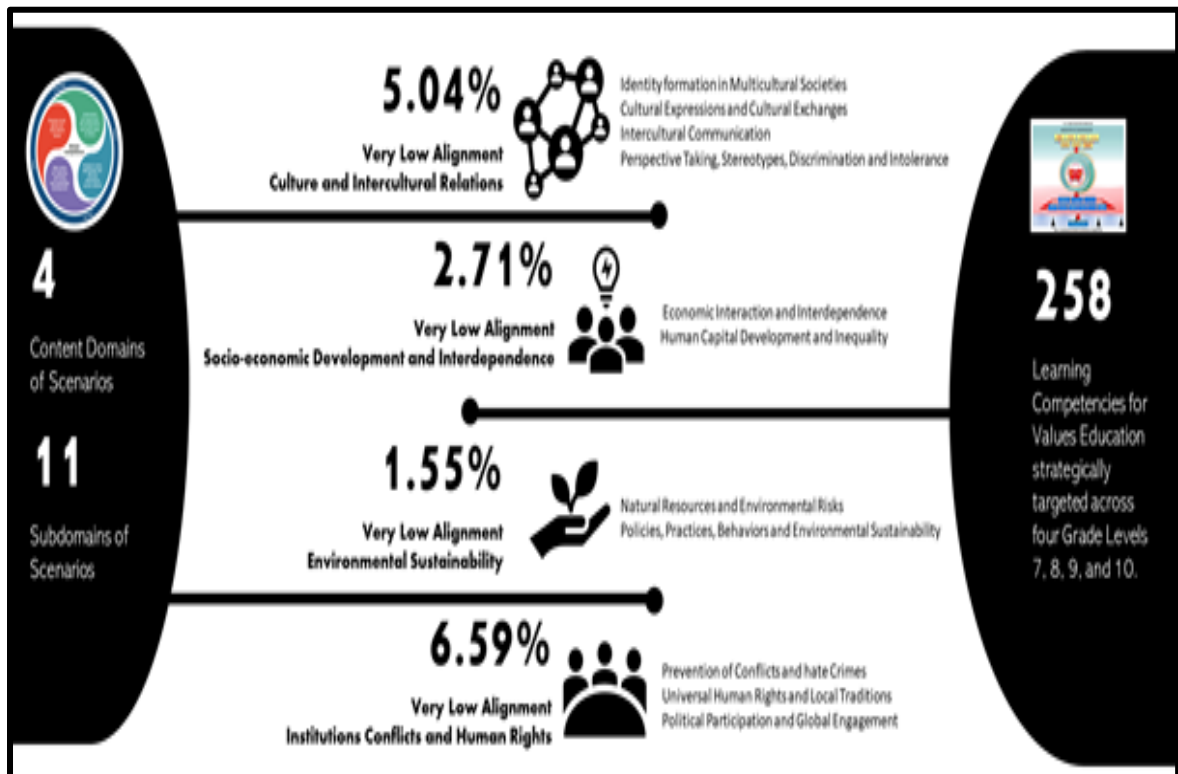 4
Content Domains
of Scenarios
11
Subdomains of
Scenarios
5.04%
Very Low Alignment
Culture and Intercultural Relations
Identity formation in Multicultural Societies
Cultural Expressions and Cultural Exchanges
Intercultural Communication
Perspective Taking, Stereotypes, Discrimination and Intolerance
2.71%
Very Low Alignment
Socio-economic Development and Interdependence
Economic Interaction and Interdependence
Human Capital Development and Inequality
1.55%
Very Low Alignment
Environmental Sustainability
Natural Resources and Environmental Risks
Policies, Practices, Behaviors and Environmental Sustainability
6.59%
Very Low Alignment
Institutions Conflicts and Human Rights
Prevention of Conflicts and hate Crimes
Universal Human Rights and Local Traditions
Political Participation and Global Engagement
258
Learning
Competencies for
Values Education
strategically
targeted across
four Grade Levels
7, 8, 9, and 10.